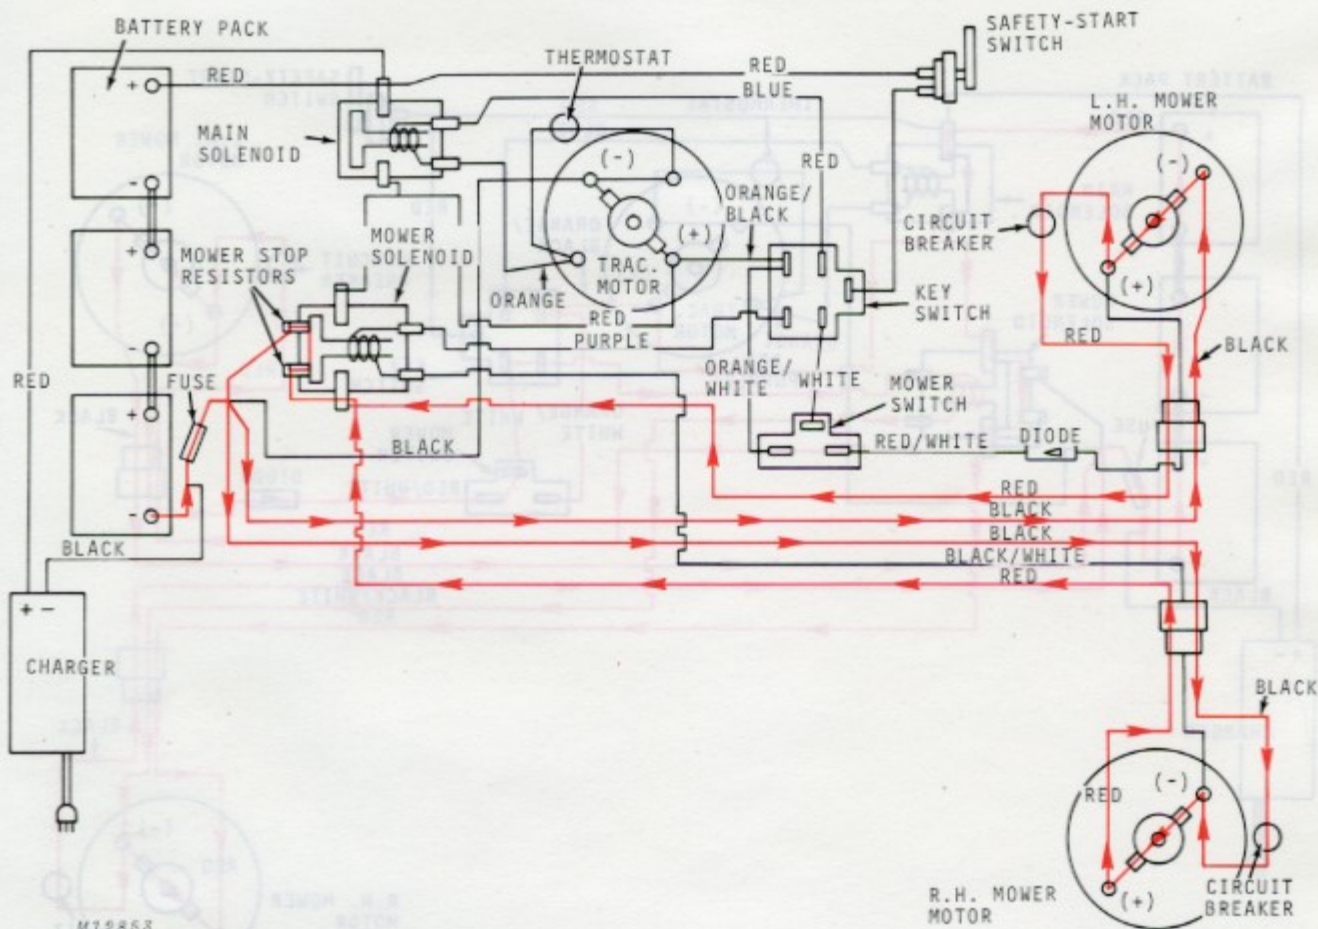 BATTERY PACK
SAFETY-START
SWITCH
THERMOSTAT
RED
RED
BLUE
+
L.H. MOWER
MOTOR
MAIN
SOLENOID
(-)
(-)
RED
-
ORANGE/
BLACK
CIRCUIT
BREAKER
MOWER
SOLENOID
(+)
+
MOWER STOP
RESISTORS
TRAC.
MOTOR
(+)
ORANGE
KEY
SWITCH
RED
PURPLE
RED
BLACK
-
RED
FUSE
ORANGE/
WHITE
WHITE
MOWER
SWITCH
+
BLACK
RED/WHITE
DIODE
RED
BLACK
-
BLACK
BLACK
BLACK/WHITE
RED
+ -
CHARGER
BLACK
(-)
RED
R.H. MOWER
MOTOR
(+)
CIRCUIT
BREAKER
M12853